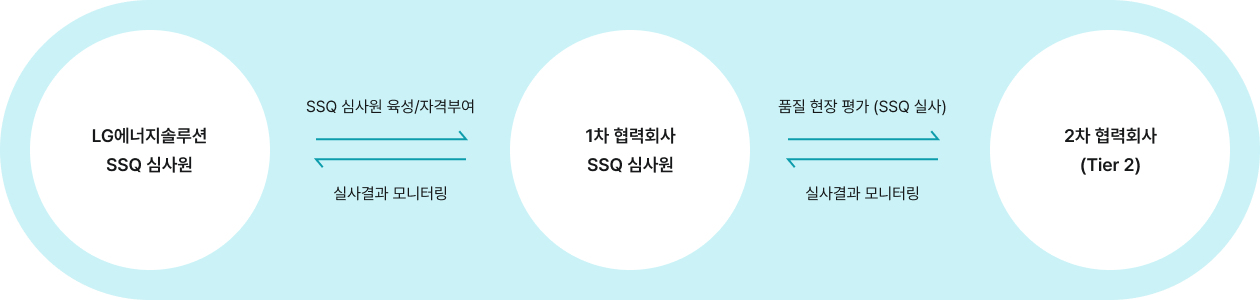 LG에너지솔루션
SSQ 심사원
SSQ 심사원 육성/자격부여
실사결과 모니터링
1차 협력회사
SSQ 심사원
품질 현장 평가 (SSQ 실사)
실사결과 모니터링
2차 협력회사
(Tier 2)